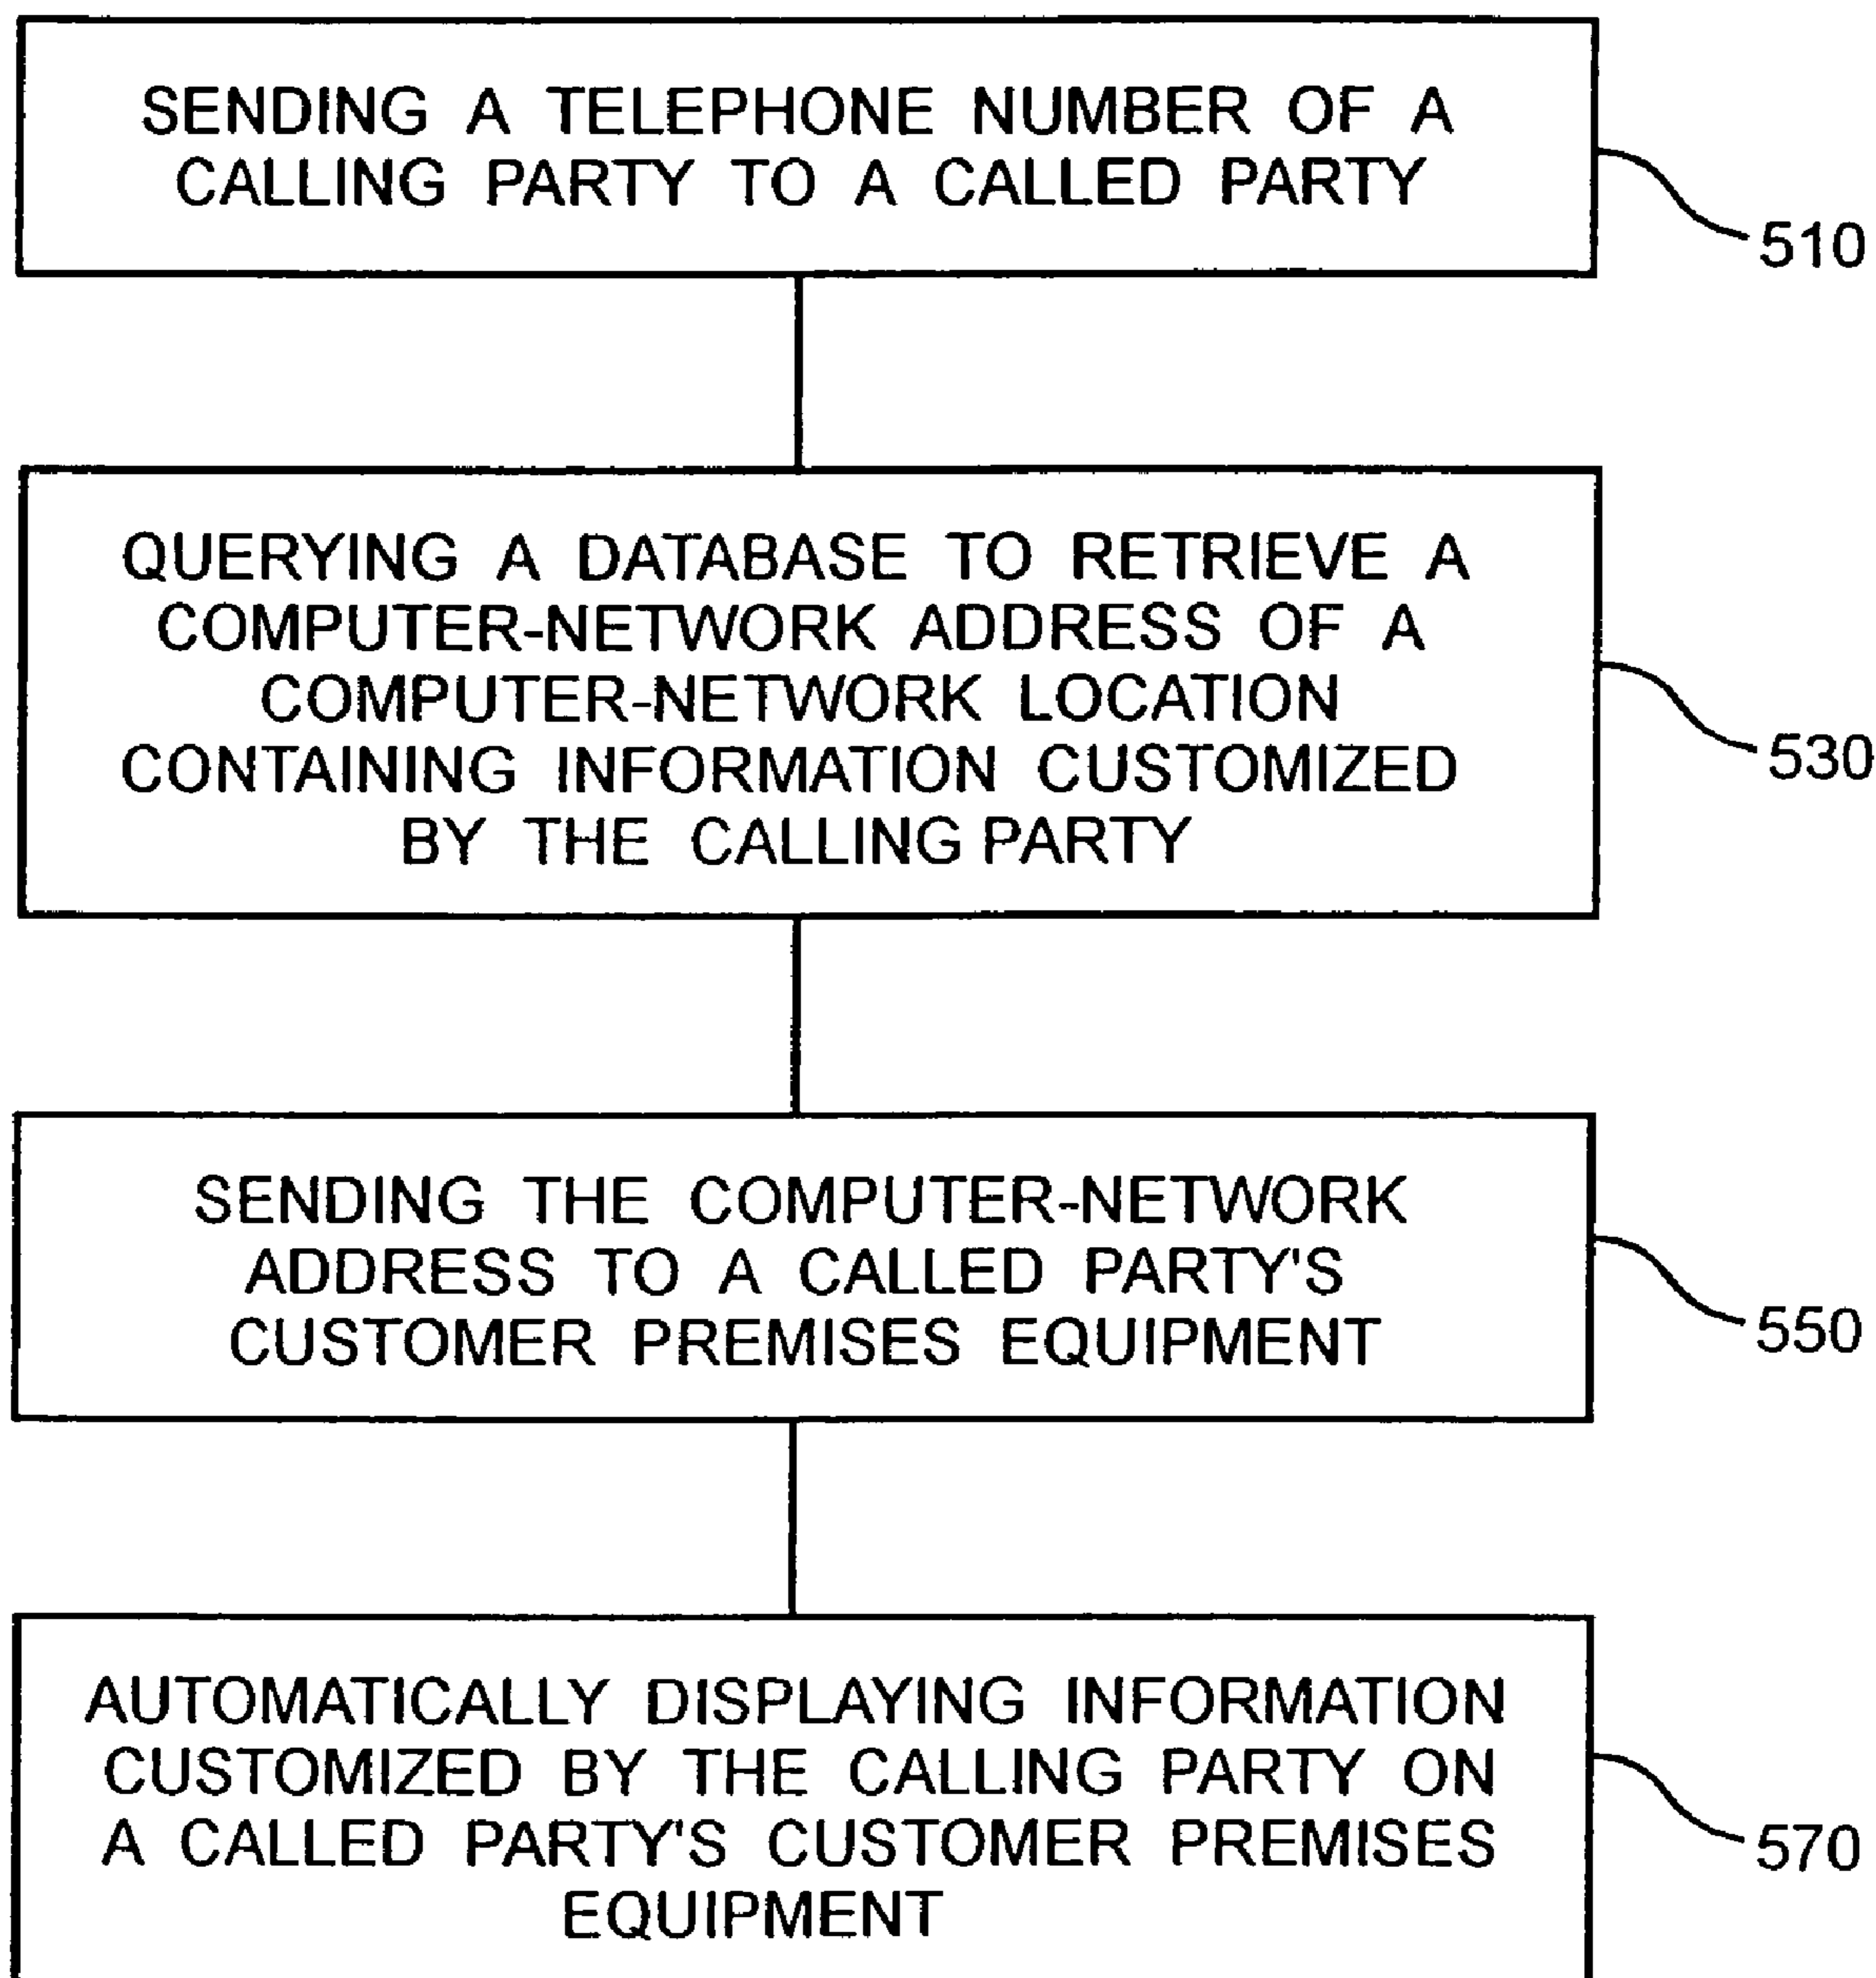 SENDING A TELEPHONE NUMBER OF A
CALLING PARTY TO A CALLED PARTY
510
QUERYING A DATABASE TO RETRIEVE A
COMPUTER-NETWORK ADDRESS OF A
COMPUTER-NETWORK LOCATION
CONTAINING INFORMATION CUSTOMIZED
BY THE CALLING PARTY
530
SENDING THE COMPUTER-NETWORK
ADDRESS TO A CALLED PARTY'S
CUSTOMER PREMISES EQUIPMENT
550
AUTOMATICALLY DISPLAYING INFORMATION
CUSTOMIZED BY THE CALLING PARTY ON
A CALLED PARTY'S CUSTOMER PREMISES
EQUIPMENT
570